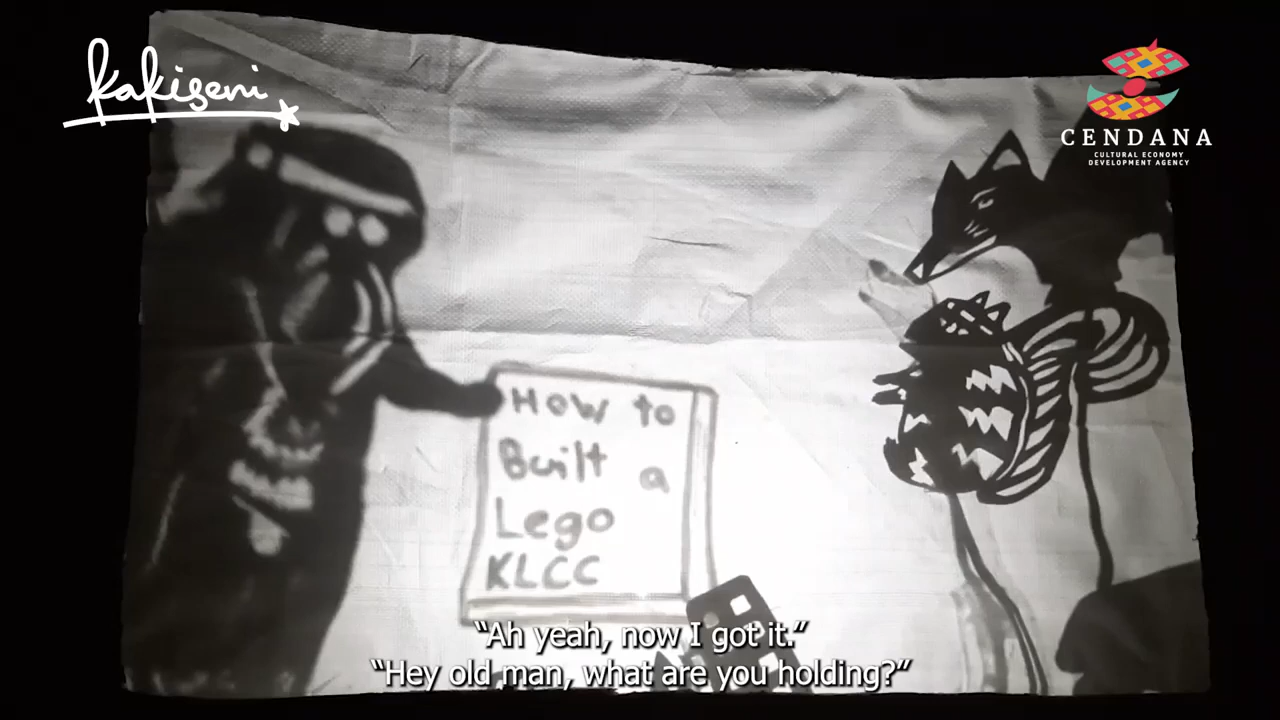 kakiseni
CENDANA
CULTURAL ECONOMY
DEVELOPMENT AGENCY
How to
Built a
Lego
KLCC
“Ah yeah, now I got it.”
“Hey old man, what are you holding?”